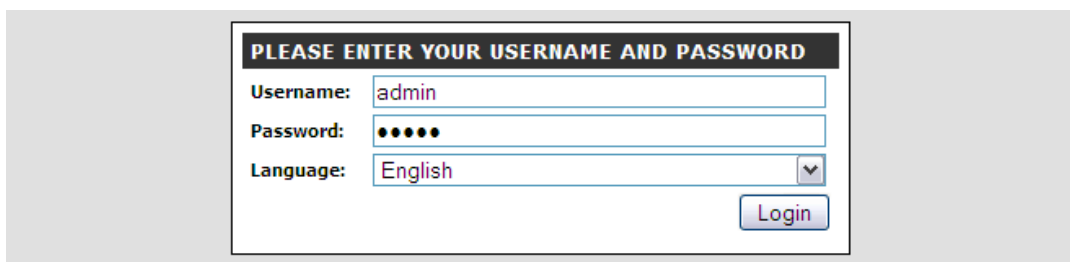 PLEASE ENTER YOUR USERNAME AND PASSWORD
Username: admin
Password: •••••
Language: English
Login